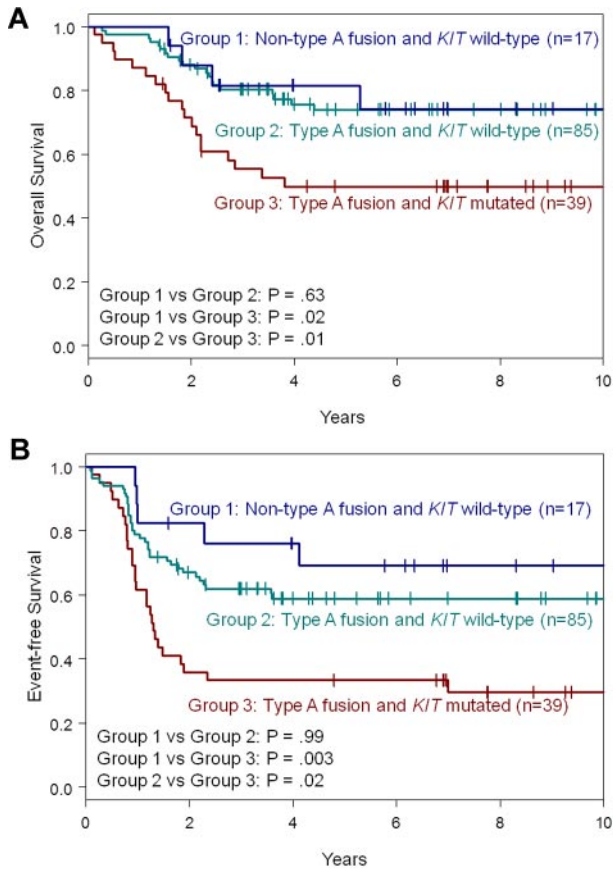 A
Overall Survival
1.0
0.8
0.6
0.4
0.2
0.0
Group 1: Non-type A fusion and KIT wild-type (n=17)
Group 2: Type A fusion and KIT wild-type (n=85)
Group 3: Type A fusion and KIT mutated (n=39)
Group 1 vs Group 2: P = .63
Group 1 vs Group 3: P = .02
Group 2 vs Group 3: P = .01
0 2 4 6 8 10
Years
B
Event-free Survival
1.0
0.8
0.6
0.4
0.2
0.0
Group 1: Non-type A fusion and KIT wild-type (n=17)
Group 2: Type A fusion and KIT wild-type (n=85)
Group 3: Type A fusion and KIT mutated (n=39)
Group 1 vs Group 2: P = .99
Group 1 vs Group 3: P = .003
Group 2 vs Group 3: P = .02
0 2 4 6 8 10
Years